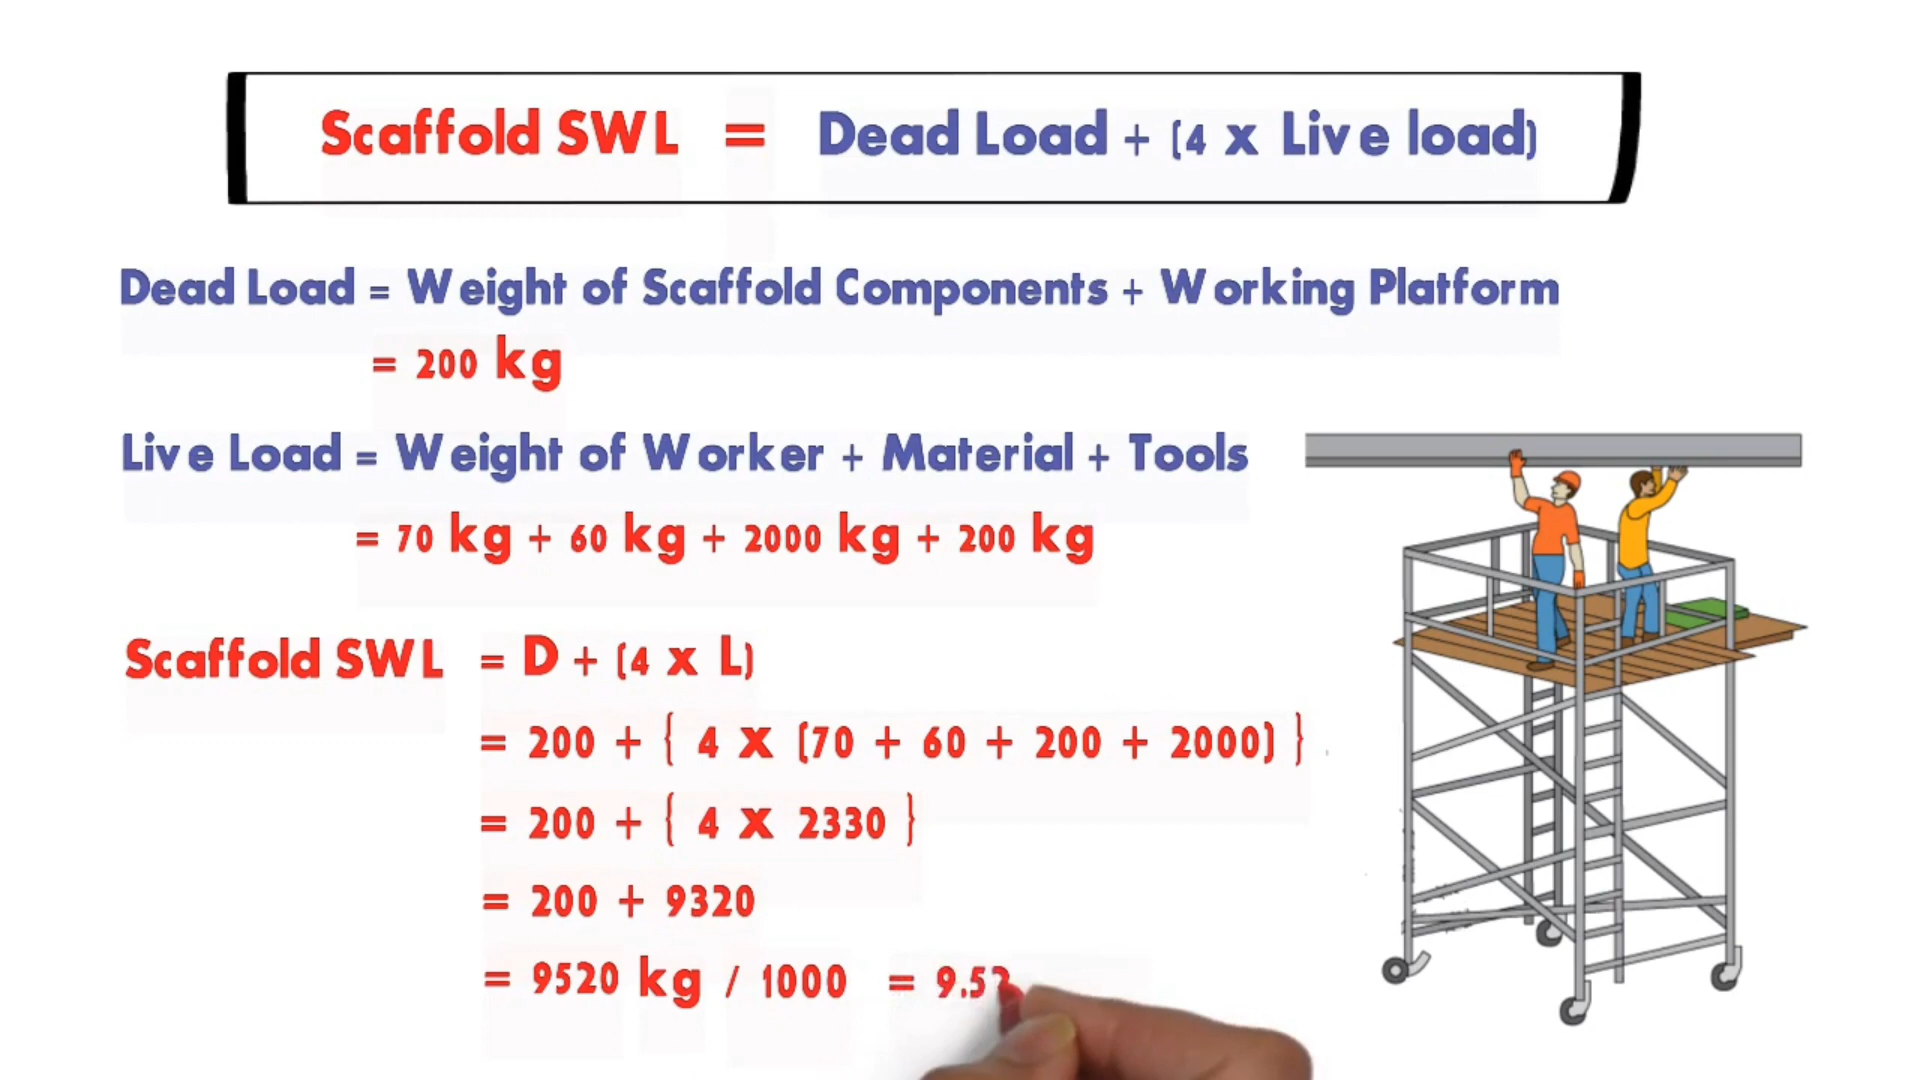 Scaffold SWL = Dead Load + (4 x Live load)
Dead Load = Weight of Scaffold Components + Working Platform
= 200 kg
Live Load = Weight of Worker + Material + Tools
= 70 kg + 60 kg + 2000 kg + 200 kg
Scaffold SWL = D + (4 x L)
= 200 + { 4 x (70 + 60 + 200 + 2000) }
= 200 + { 4 x 2330 }
= 200 + 9320
= 9520 kg / 1000 = 9.52